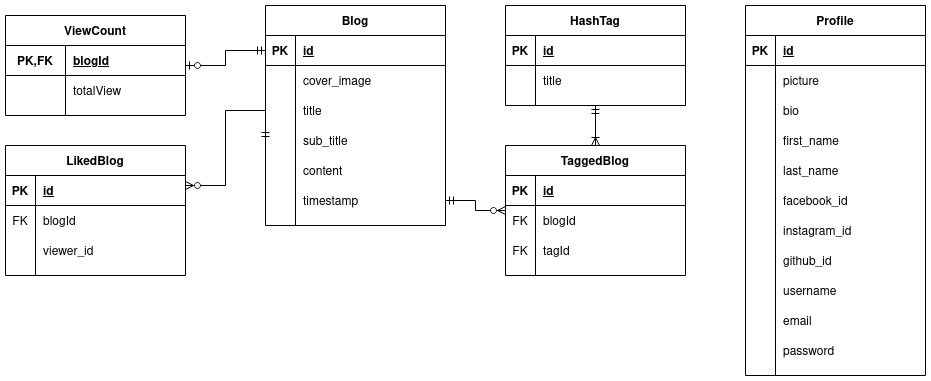 ViewCount
PK,FK blogId
totalView
LikedBlog
PK id
FK blogId
viewer_id
Blog
PK id
cover_image
title
sub_title
content
timestamp
HashTag
PK id
title
TaggedBlog
PK id
FK blogId
FK tagId
Profile
PK id
picture
bio
first_name
last_name
facebook_id
instagram_id
github_id
username
email
password